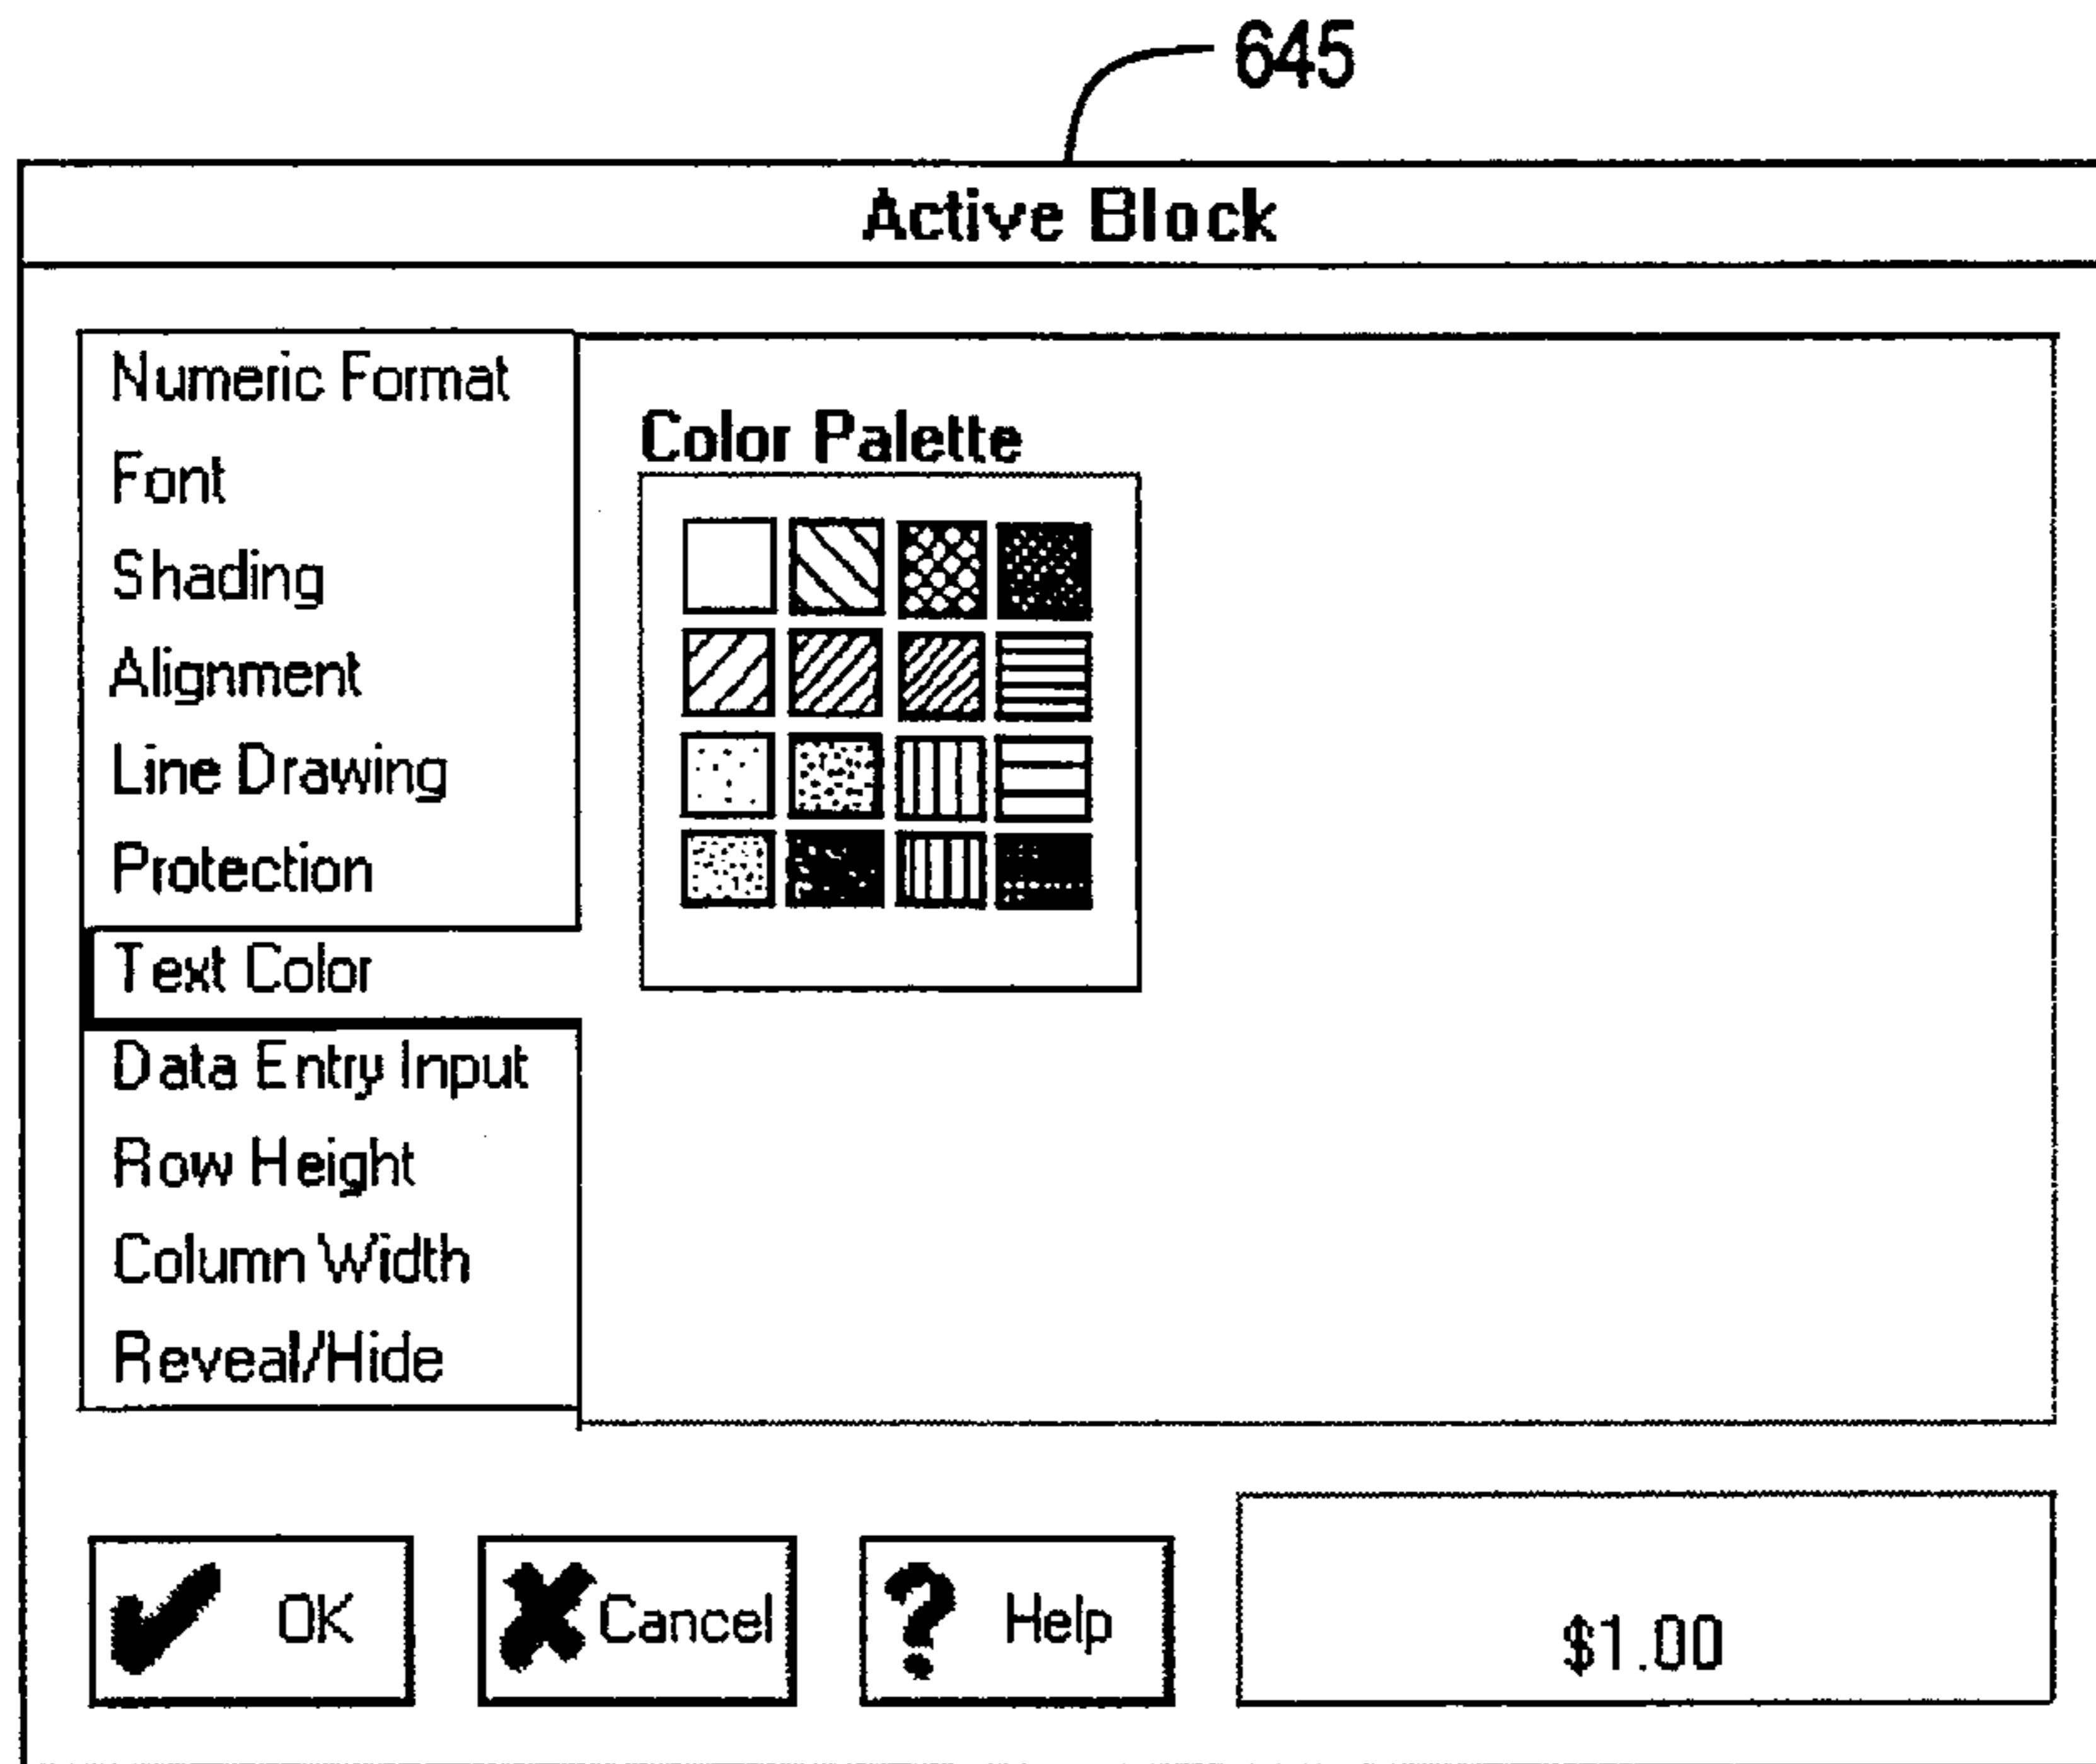 645
Active Block
Numeric Format
Font
Shading
Alignment
Line Drawing
Protection
Text Color
Data Entry Input
Row Height
Column Width
Reveal/Hide
Color Palette
OK
Cancel
? Help
$1.00